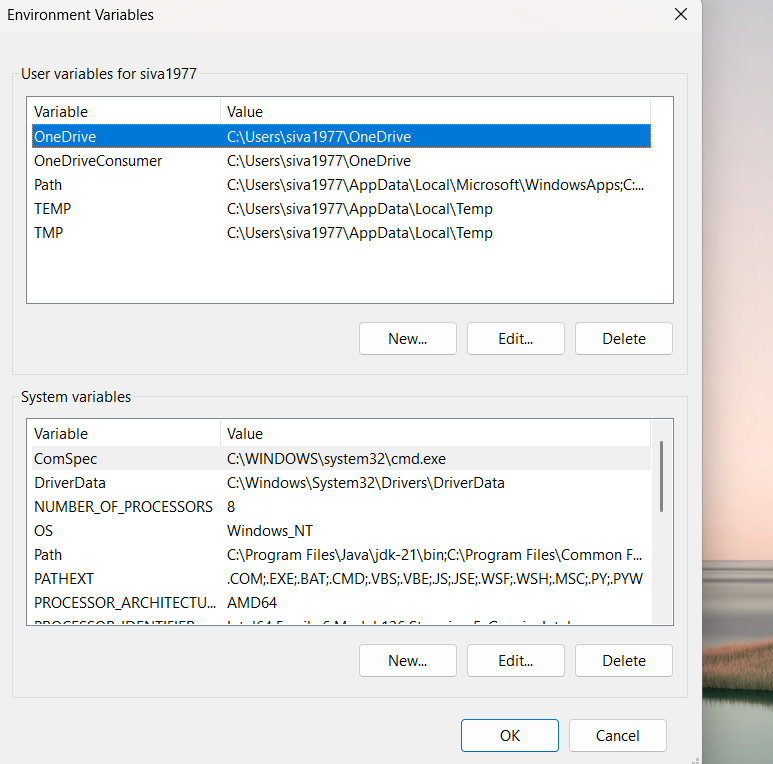 Environment Variables
User variables for siva1977
Variable Value
OneDrive C:\Users\siva1977\OneDrive
OneDriveConsumer C:\Users\siva1977\OneDrive
Path C:\Users\siva1977\AppData\Local\Microsoft\WindowsApps;C:...
TEMP C:\Users\siva1977\AppData\Local\Temp
TMP C:\Users\siva1977\AppData\Local\Temp
New... Edit... Delete
System variables
Variable Value
ComSpec C:\WINDOWS\system32\cmd.exe
DriverData C:\Windows\System32\Drivers\DriverData
NUMBER_OF_PROCESSORS 8
OS Windows_NT
Path C:\Program Files\Java\jdk-21\bin;C:\Program Files\Common F...
PATHEXT .COM;.EXE;.BAT;.CMD;.VBS;.VBE;.JS;.JSE;.WSF;.WSH;.MSC;.PY;.PYW
PROCESSOR_ARCHITECTU... AMD64
New... Edit... Delete
OK Cancel